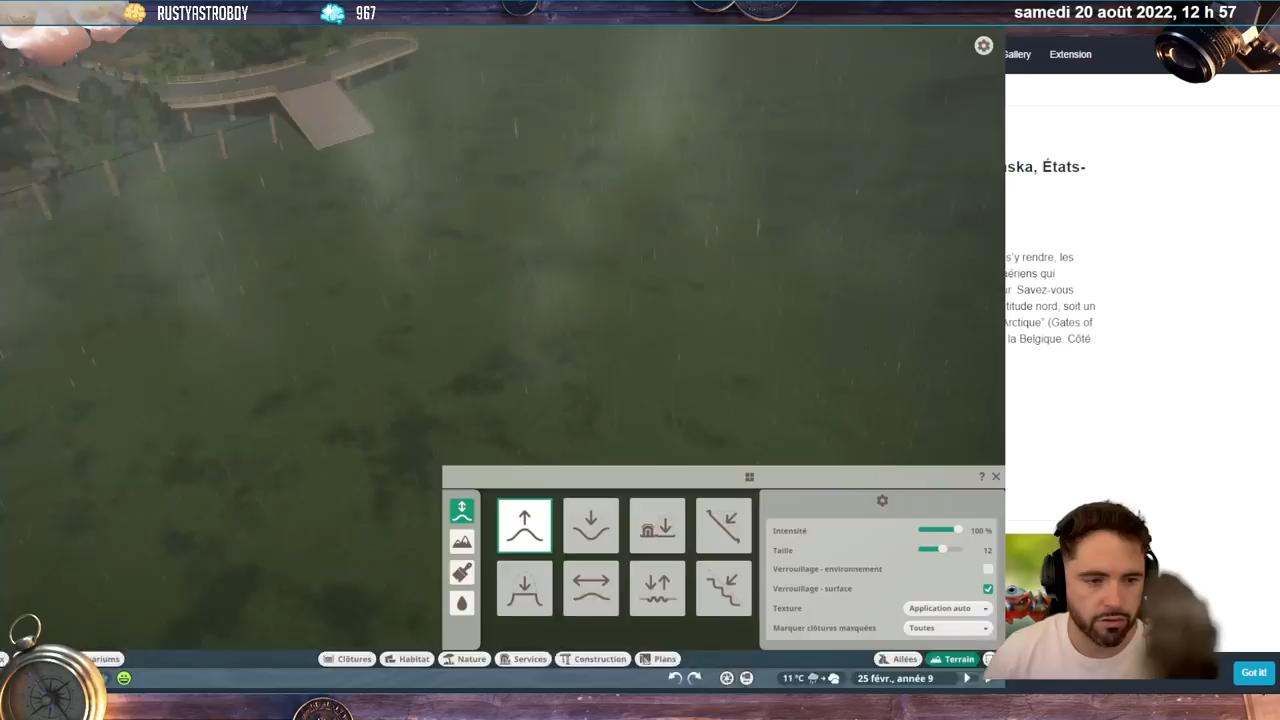 RUSTYASTROBOY
967
samedi 20 août 2022, 12 h 57
Gallery
Extension
ska, États-
s'y rendre, les
aériens qui
Savez-vous
titude nord, soit un
Arctique" (Gates of
la Belgique. Côté
? ×
Intensité
100 %
Taille
12
Verrouillage - environnement
Verrouillage - surface
Texture
Application auto
Marquer clôtures masquées
Toutes
ariums
Clôtures
Habitat
Nature
Services
Construction
Plans
Allées
Terrain
11 °C
25 févr., année 9
Got it!